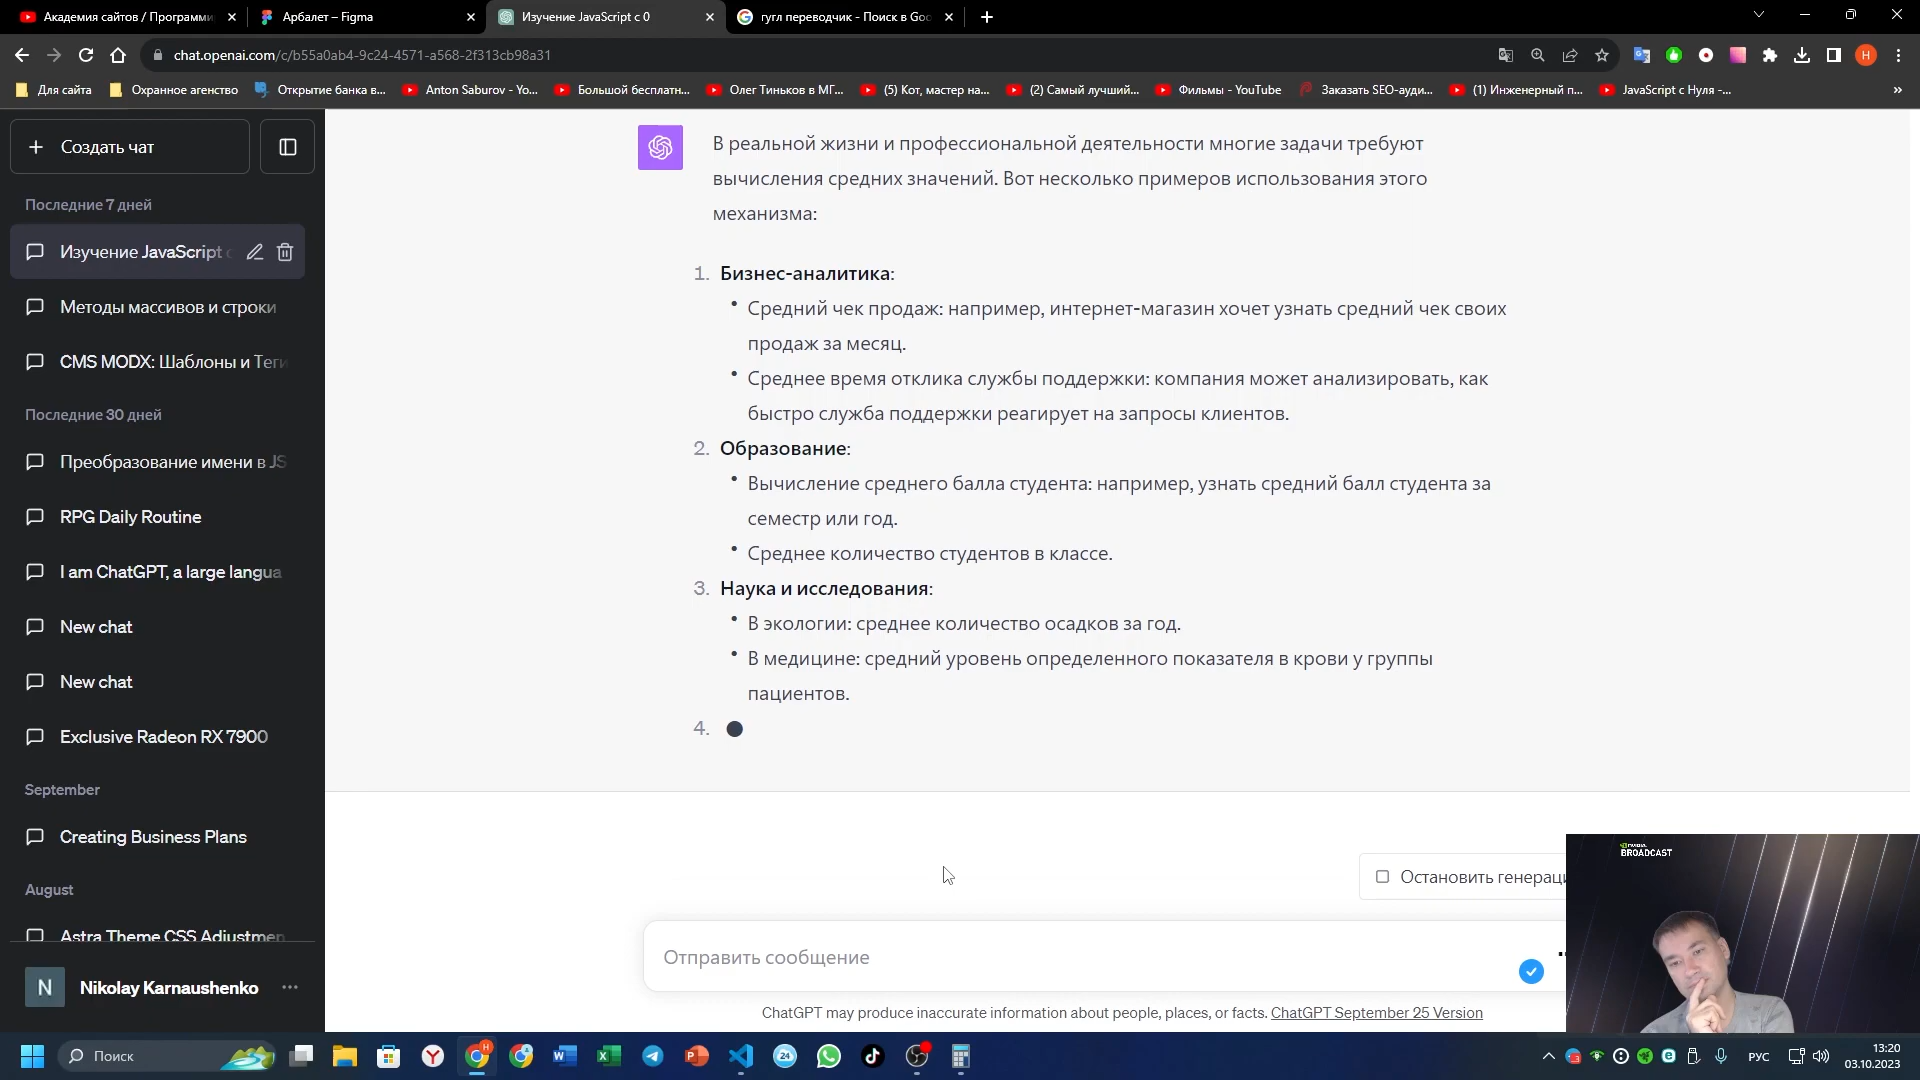 Академия сайтов / Программи
Арбалет – Figma
Изучение JavaScript с 0
гугл переводчик - Поиск в Goo
chat.openai.com/c/b55a0ab4-9c24-4571-a568-2f313cb98a31
Для сайта
Охранное агенство
Открытие банка в...
Anton Saburov - Yo...
Большой бесплатн...
Олег Тиньков в МГ...
(5) Кот, мастер на...
(2) Самый лучший...
Фильмы - YouTube
Заказать SEO-ауди...
(1) Инженерный п...
JavaScript с Нуля -...
»
+ Создать чат
Последние 7 дней
Изучение JavaScript с
Методы массивов и строки
CMS MODX: Шаблоны и Теги
Последние 30 дней
Преобразование имени в JS
RPG Daily Routine
I am ChatGPT, a large langua
New chat
New chat
Exclusive Radeon RX 7900
September
Creating Business Plans
August
Astra Theme CSS Adjustmen
N
Nikolay Karnaushenko
...
В реальной жизни и профессиональной деятельности многие задачи требуют
вычисления средних значений. Вот несколько примеров использования этого
механизма:
1. Бизнес-аналитика:
• Средний чек продаж: например, интернет-магазин хочет узнать средний чек своих
продаж за месяц.
• Среднее время отклика службы поддержки: компания может анализировать, как
быстро служба поддержки реагирует на запросы клиентов.
2. Образование:
• Вычисление среднего балла студента: например, узнать средний балл студента за
семестр или год.
• Среднее количество студентов в классе.
3. Наука и исследования:
• В экологии: среднее количество осадков за год.
• В медицине: средний уровень определенного показателя в крови у группы
пациентов.
4.
Остановить генераци
Отправить сообщение
ChatGPT may produce inaccurate information about people, places, or facts. ChatGPT September 25 Version
NVIDIA
BROADCAST
Поиск
24
РУС
13:20
03.10.2023